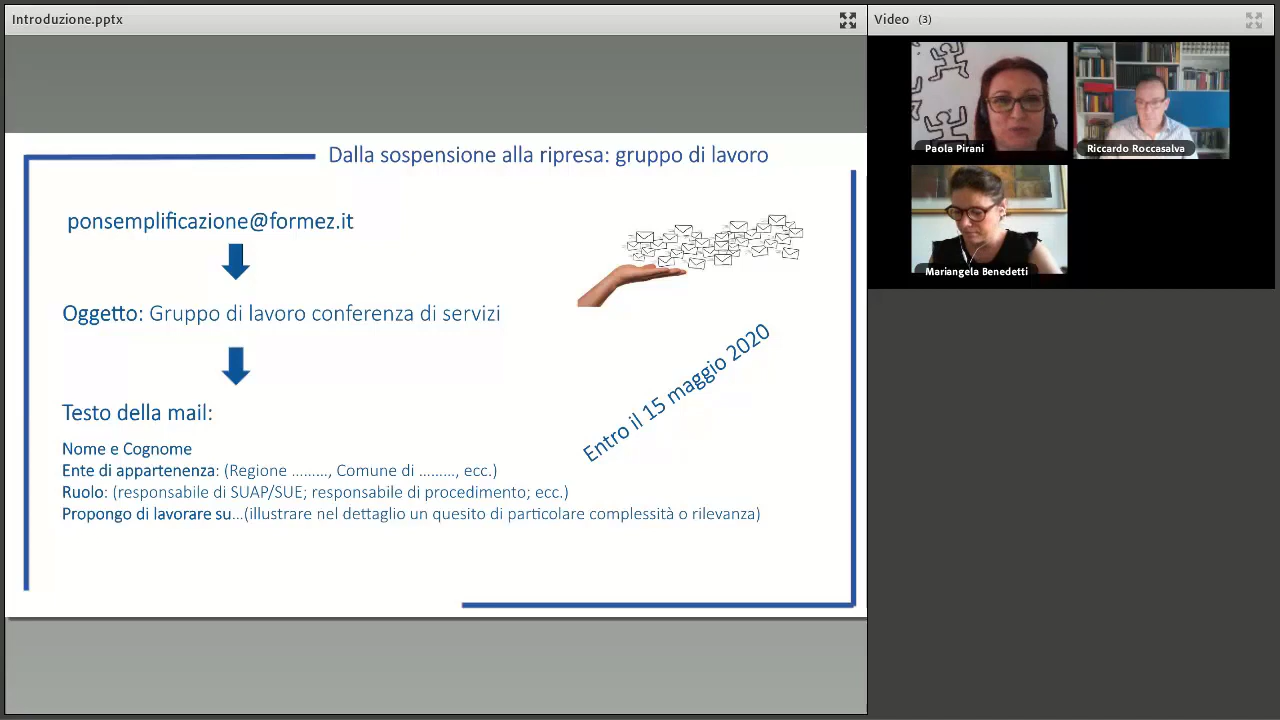 Introduzione.pptx
Video (3)
Dalla sospensione alla ripresa: gruppo di lavoro
ponsemplificazione@formez.it
Oggetto: Gruppo di lavoro conferenza di servizi
Entro il 15 maggio 2020
Testo della mail:
Nome e Cognome
Ente di appartenenza: (Regione ………, Comune di ………, ecc.)
Ruolo: (responsabile di SUAP/SUE; responsabile di procedimento; ecc.)
Propongo di lavorare su…(illustrare nel dettaglio un quesito di particolare complessità o rilevanza)
Paola Pirani
Riccardo Roccasalva
Mariangela Benedetti